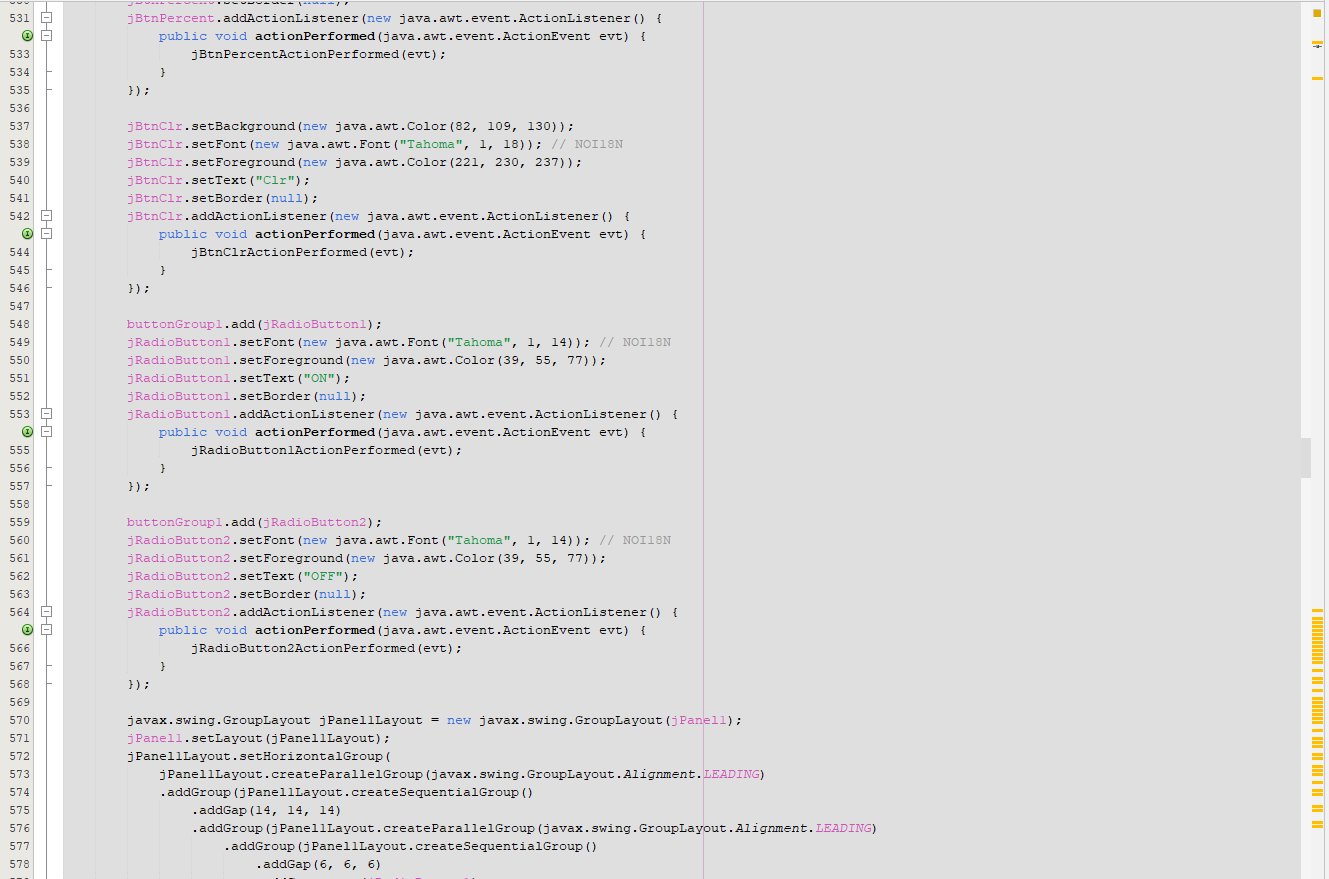 531 jBtnPercent.addActionListener(new java.awt.event.ActionListener() {
public void actionPerformed(java.awt.event.ActionEvent evt) {
533 jBtnPercentActionPerformed(evt);
534 }
535 });
536
537 jBtnClr.setBackground(new java.awt.Color(82, 109, 130));
538 jBtnClr.setFont(new java.awt.Font("Tahoma", 1, 18)); // NOI18N
539 jBtnClr.setForeground(new java.awt.Color(221, 230, 237));
540 jBtnClr.setText("Clr");
541 jBtnClr.setBorder(null);
542 jBtnClr.addActionListener(new java.awt.event.ActionListener() {
public void actionPerformed(java.awt.event.ActionEvent evt) {
544 jBtnClrActionPerformed(evt);
545 }
546 });
547
548 buttonGroup1.add(jRadioButton1);
549 jRadioButton1.setFont(new java.awt.Font("Tahoma", 1, 14)); // NOI18N
550 jRadioButton1.setForeground(new java.awt.Color(39, 55, 77));
551 jRadioButton1.setText("ON");
552 jRadioButton1.setBorder(null);
553 jRadioButton1.addActionListener(new java.awt.event.ActionListener() {
public void actionPerformed(java.awt.event.ActionEvent evt) {
555 jRadioButton1ActionPerformed(evt);
556 }
557 });
558
559 buttonGroup1.add(jRadioButton2);
560 jRadioButton2.setFont(new java.awt.Font("Tahoma", 1, 14)); // NOI18N
561 jRadioButton2.setForeground(new java.awt.Color(39, 55, 77));
562 jRadioButton2.setText("OFF");
563 jRadioButton2.setBorder(null);
564 jRadioButton2.addActionListener(new java.awt.event.ActionListener() {
public void actionPerformed(java.awt.event.ActionEvent evt) {
566 jRadioButton2ActionPerformed(evt);
567 }
568 });
569
570 javax.swing.GroupLayout jPanel1Layout = new javax.swing.GroupLayout(jPanel1);
571 jPanel1.setLayout(jPanel1Layout);
572 jPanel1Layout.setHorizontalGroup(
573 jPanel1Layout.createParallelGroup(javax.swing.GroupLayout.Alignment.LEADING)
574 .addGroup(jPanel1Layout.createSequentialGroup()
575 .addGap(14, 14, 14)
576 .addGroup(jPanel1Layout.createParallelGroup(javax.swing.GroupLayout.Alignment.LEADING)
577 .addGroup(jPanel1Layout.createSequentialGroup()
578 .addGap(6, 6, 6)